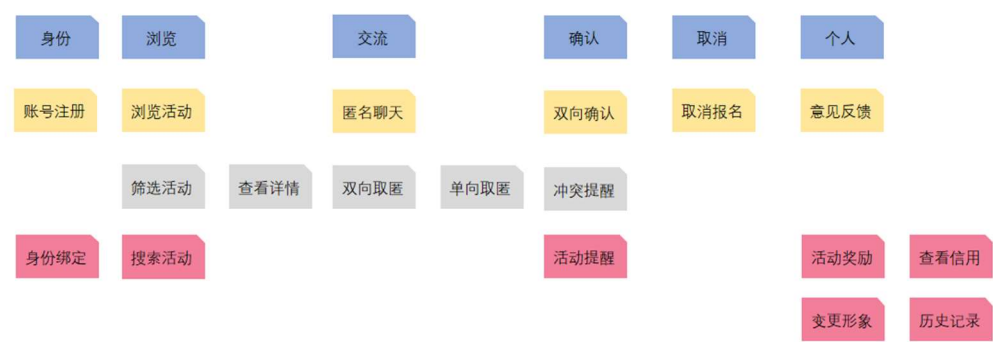 身份 浏览 交流 确认 取消 个人
账号注册 浏览活动 匿名聊天 双向确认 取消报名 意见反馈
筛选活动 查看详情 双向取匿 单向取匿 冲突提醒
身份绑定 搜索活动 活动提醒 活动奖励 查看信用
变更形象 历史记录